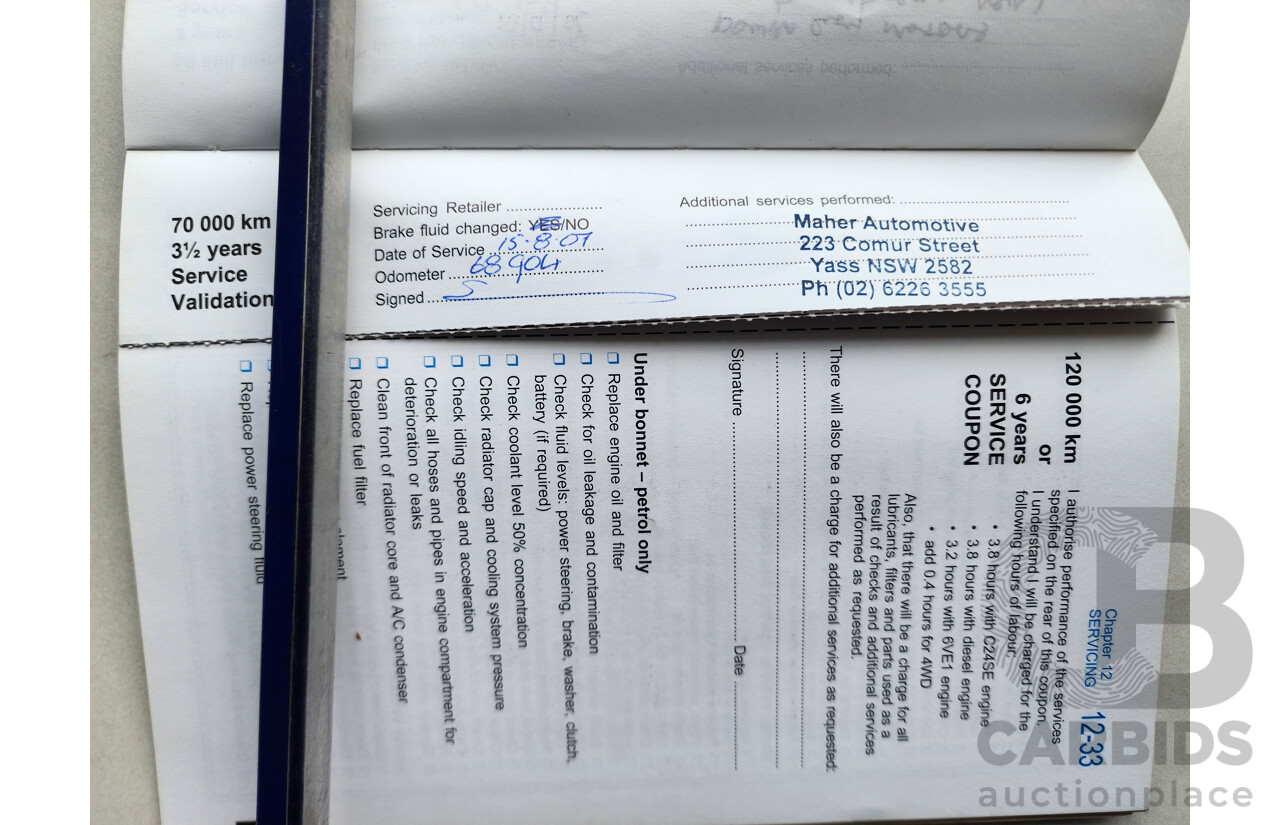 70 000 km
3½ years
Service
Validation
Servicing Retailer
Brake fluid changed: YES/NO
Date of Service 15·8·07
Odometer 68 904
Signed
Additional services performed:
Maher Automotive
223 Comur Street
Yass NSW 2582
Ph (02) 6226 3555
Chapter 12
SERVICING 12-33
120 000 km
or
6 years
SERVICE
COUPON
I authorise performance of the services
specified on the rear of this coupon.
I understand I will be charged for the
following hours of labour:
• 3.8 hours with C24SE engine
• 3.8 hours with diesel engine
• 3.2 hours with 6VE1 engine
• add 0.4 hours for 4WD
Also, that there will be a charge for all
lubricants, filters and parts used as a
result of checks and additional services
performed as requested.
There will also be a charge for additional services as requested:
Signature Date
Under bonnet – petrol only
❏ Replace engine oil and filter
❏ Check for oil leakage and contamination
❏ Check fluid levels: power steering, brake, washer, clutch,
battery (if required)
❏ Check coolant level 50% concentration
❏ Check radiator cap and cooling system pressure
❏ Check idling speed and acceleration
❏ Check all hoses and pipes in engine compartment for
deterioration or leaks
❏ Clean front of radiator core and A/C condenser
❏ Replace fuel filter
element
❏ Replace power steering fluid
CARBIDS
auctionplace